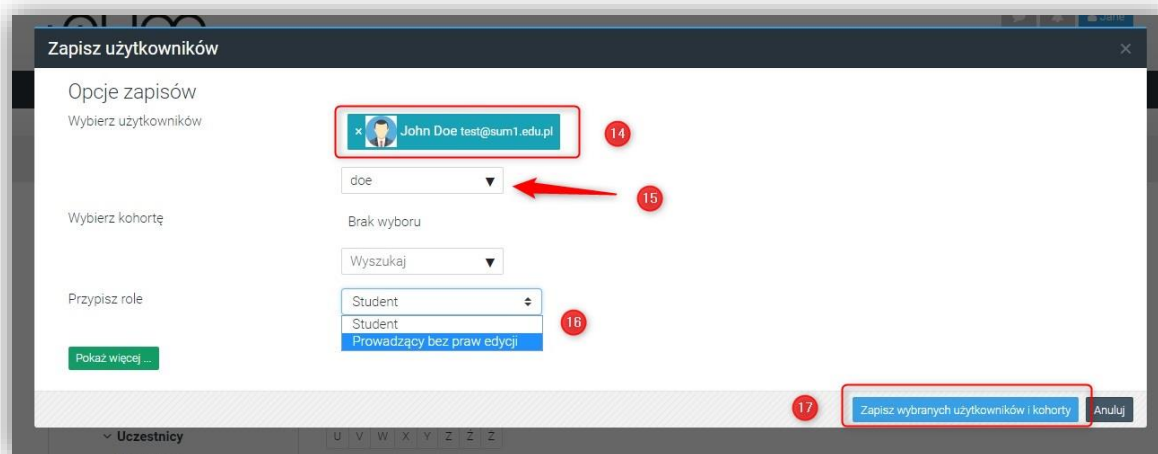 Jane
Zapisz użytkowników ×
Opcje zapisów
Wybierz użytkowników
× John Doe test@sum1.edu.pl
14
doe ▼
15
Wybierz kohortę
Brak wyboru
Wyszukaj ▼
Przypisz role
Student
Student
16
Prowadzący bez praw edycji
Pokaż więcej ...
17
Zapisz wybranych użytkowników i kohorty
Anuluj
Uczestnicy
U V W X Y Z Ź Ż